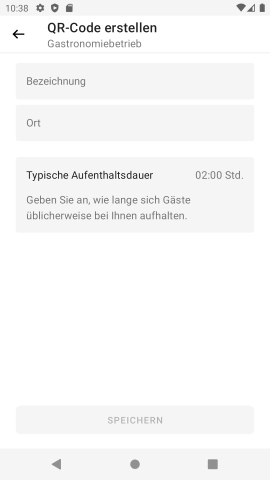 10:38
QR-Code erstellen
Gastronomiebetrieb
Bezeichnung
Ort
Typische Aufenthaltsdauer 02:00 Std.
Geben Sie an, wie lange sich Gäste
üblicherweise bei Ihnen aufhalten.
SPEICHERN